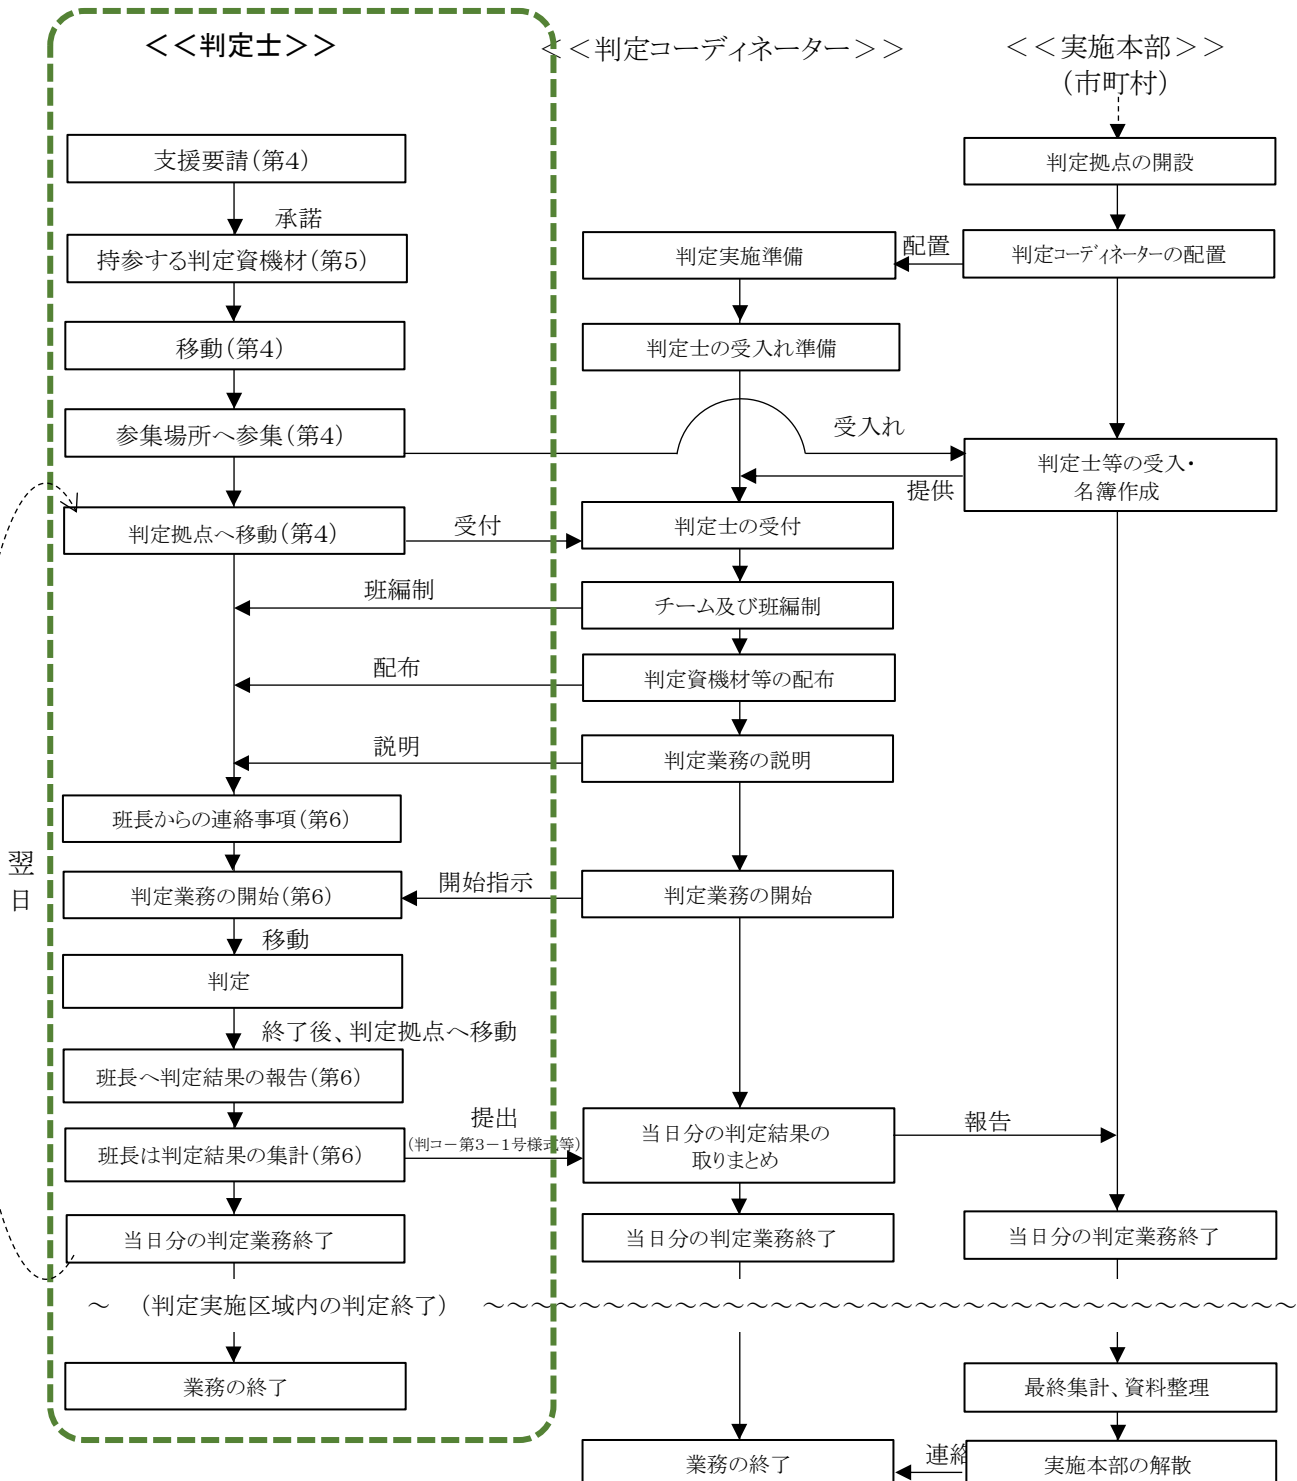 ＜＜判定士＞＞
＜＜判定コーディネーター＞＞
＜＜実施本部＞＞
（市町村）
支援要請（第4）
承諾
持参する判定資機材（第5）
移動（第4）
参集場所へ参集（第4）
判定拠点へ移動（第4）
班長からの連絡事項（第6）
判定業務の開始（第6）
移動
判定
終了後、判定拠点へ移動
班長へ判定結果の報告（第6）
班長は判定結果の集計（第6）
当日分の判定業務終了
翌
日
～　（判定実施区域内の判定終了）　～～～～～～～～～～～～～～～～～～～～～～～～～～～～～～～～～～
業務の終了
受付
班編制
配布
説明
開始指示
提出
（判コ－第3－1号様式等）
判定実施準備
判定士の受入れ準備
判定士の受付
チーム及び班編制
判定資機材等の配布
判定業務の説明
判定業務の開始
当日分の判定結果の
取りまとめ
当日分の判定業務終了
業務の終了
配置
受入れ
提供
報告
連絡
判定拠点の開設
判定コーディネーターの配置
判定士等の受入・
名簿作成
当日分の判定業務終了
最終集計、資料整理
実施本部の解散